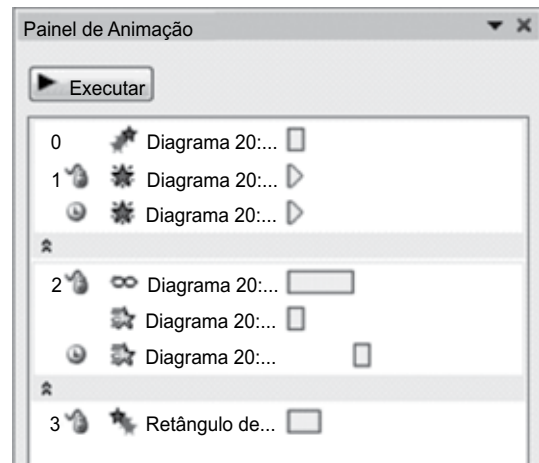 Painel de Animação
Executar
0 Diagrama 20:...
1 Diagrama 20:...
Diagrama 20:...
2 Diagrama 20:...
Diagrama 20:...
Diagrama 20:...
3 Retângulo de...